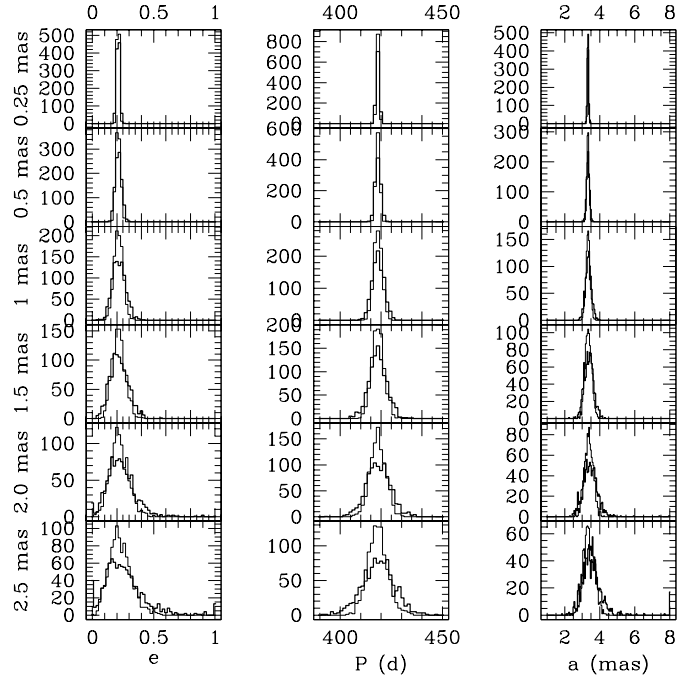 0 0.5 1 400 450 2 4 6 8
0.25 mas 500 400 300 200 100 0 800 600 400 200 0 500 400 300 200 100 0
0.5 mas 300 200 100 0 600 400 200 0 300 200 100 0
1 mas 200 150 100 50 0 200 100 0 150 100 50 0
1.5 mas 150 100 50 0 200 150 100 50 0 100 80 60 40 20 0
2.0 mas 100 50 0 150 100 50 0 80 60 40 20 0
2.5 mas 100 80 60 40 20 0 100 50 0 60 40 20 0
0 0.5 1 400 450 2 4 6 8
e P (d) a (mas)